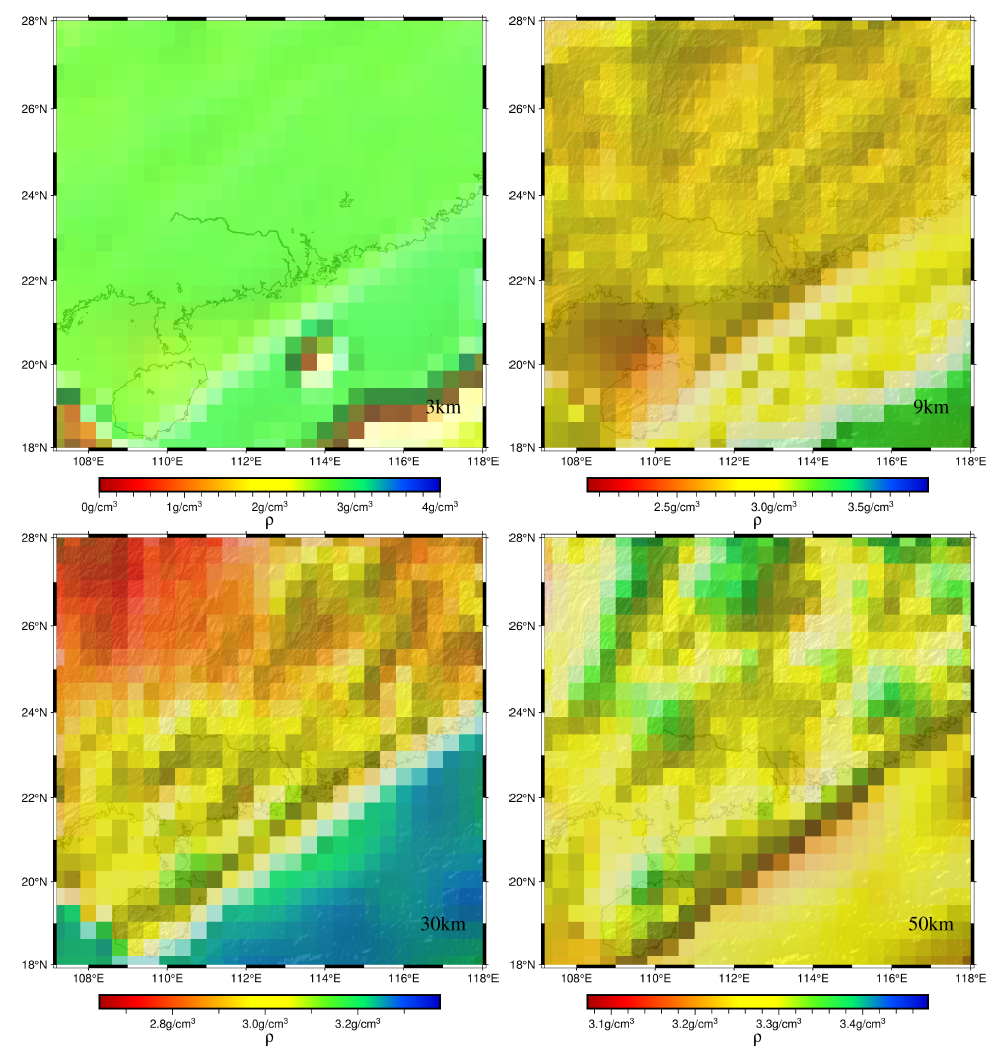 28°N
26°N
24°N
22°N
20°N
18°N
108°E 110°E 112°E 114°E 116°E 118°E
3km
0g/cm³ 1g/cm³ 2g/cm³ 3g/cm³ 4g/cm³
ρ
28°N
26°N
24°N
22°N
20°N
18°N
108°E 110°E 112°E 114°E 116°E 118°E
9km
2.5g/cm³ 3.0g/cm³ 3.5g/cm³
ρ
28°N
26°N
24°N
22°N
20°N
18°N
108°E 110°E 112°E 114°E 116°E 118°E
30km
2.8g/cm³ 3.0g/cm³ 3.2g/cm³
ρ
28°N
26°N
24°N
22°N
20°N
18°N
108°E 110°E 112°E 114°E 116°E 118°E
50km
3.1g/cm³ 3.2g/cm³ 3.3g/cm³ 3.4g/cm³
ρ